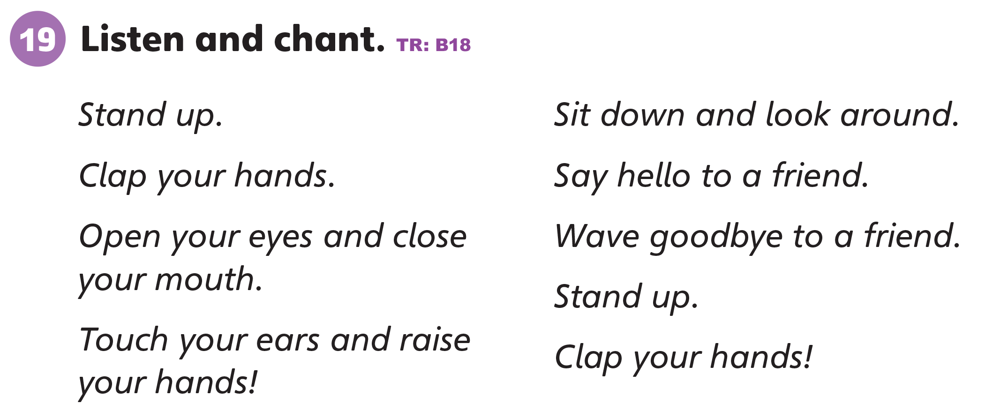 19 Listen and chant. TR: B18
Stand up.
Clap your hands.
Open your eyes and close
your mouth.
Touch your ears and raise
your hands!
Sit down and look around.
Say hello to a friend.
Wave goodbye to a friend.
Stand up.
Clap your hands!